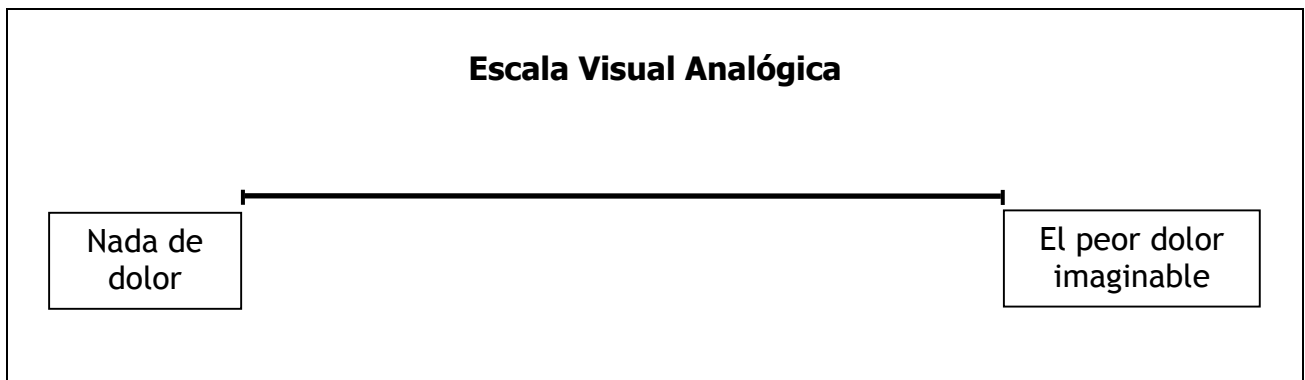 Escala Visual Analógica
Nada de
dolor
El peor dolor
imaginable